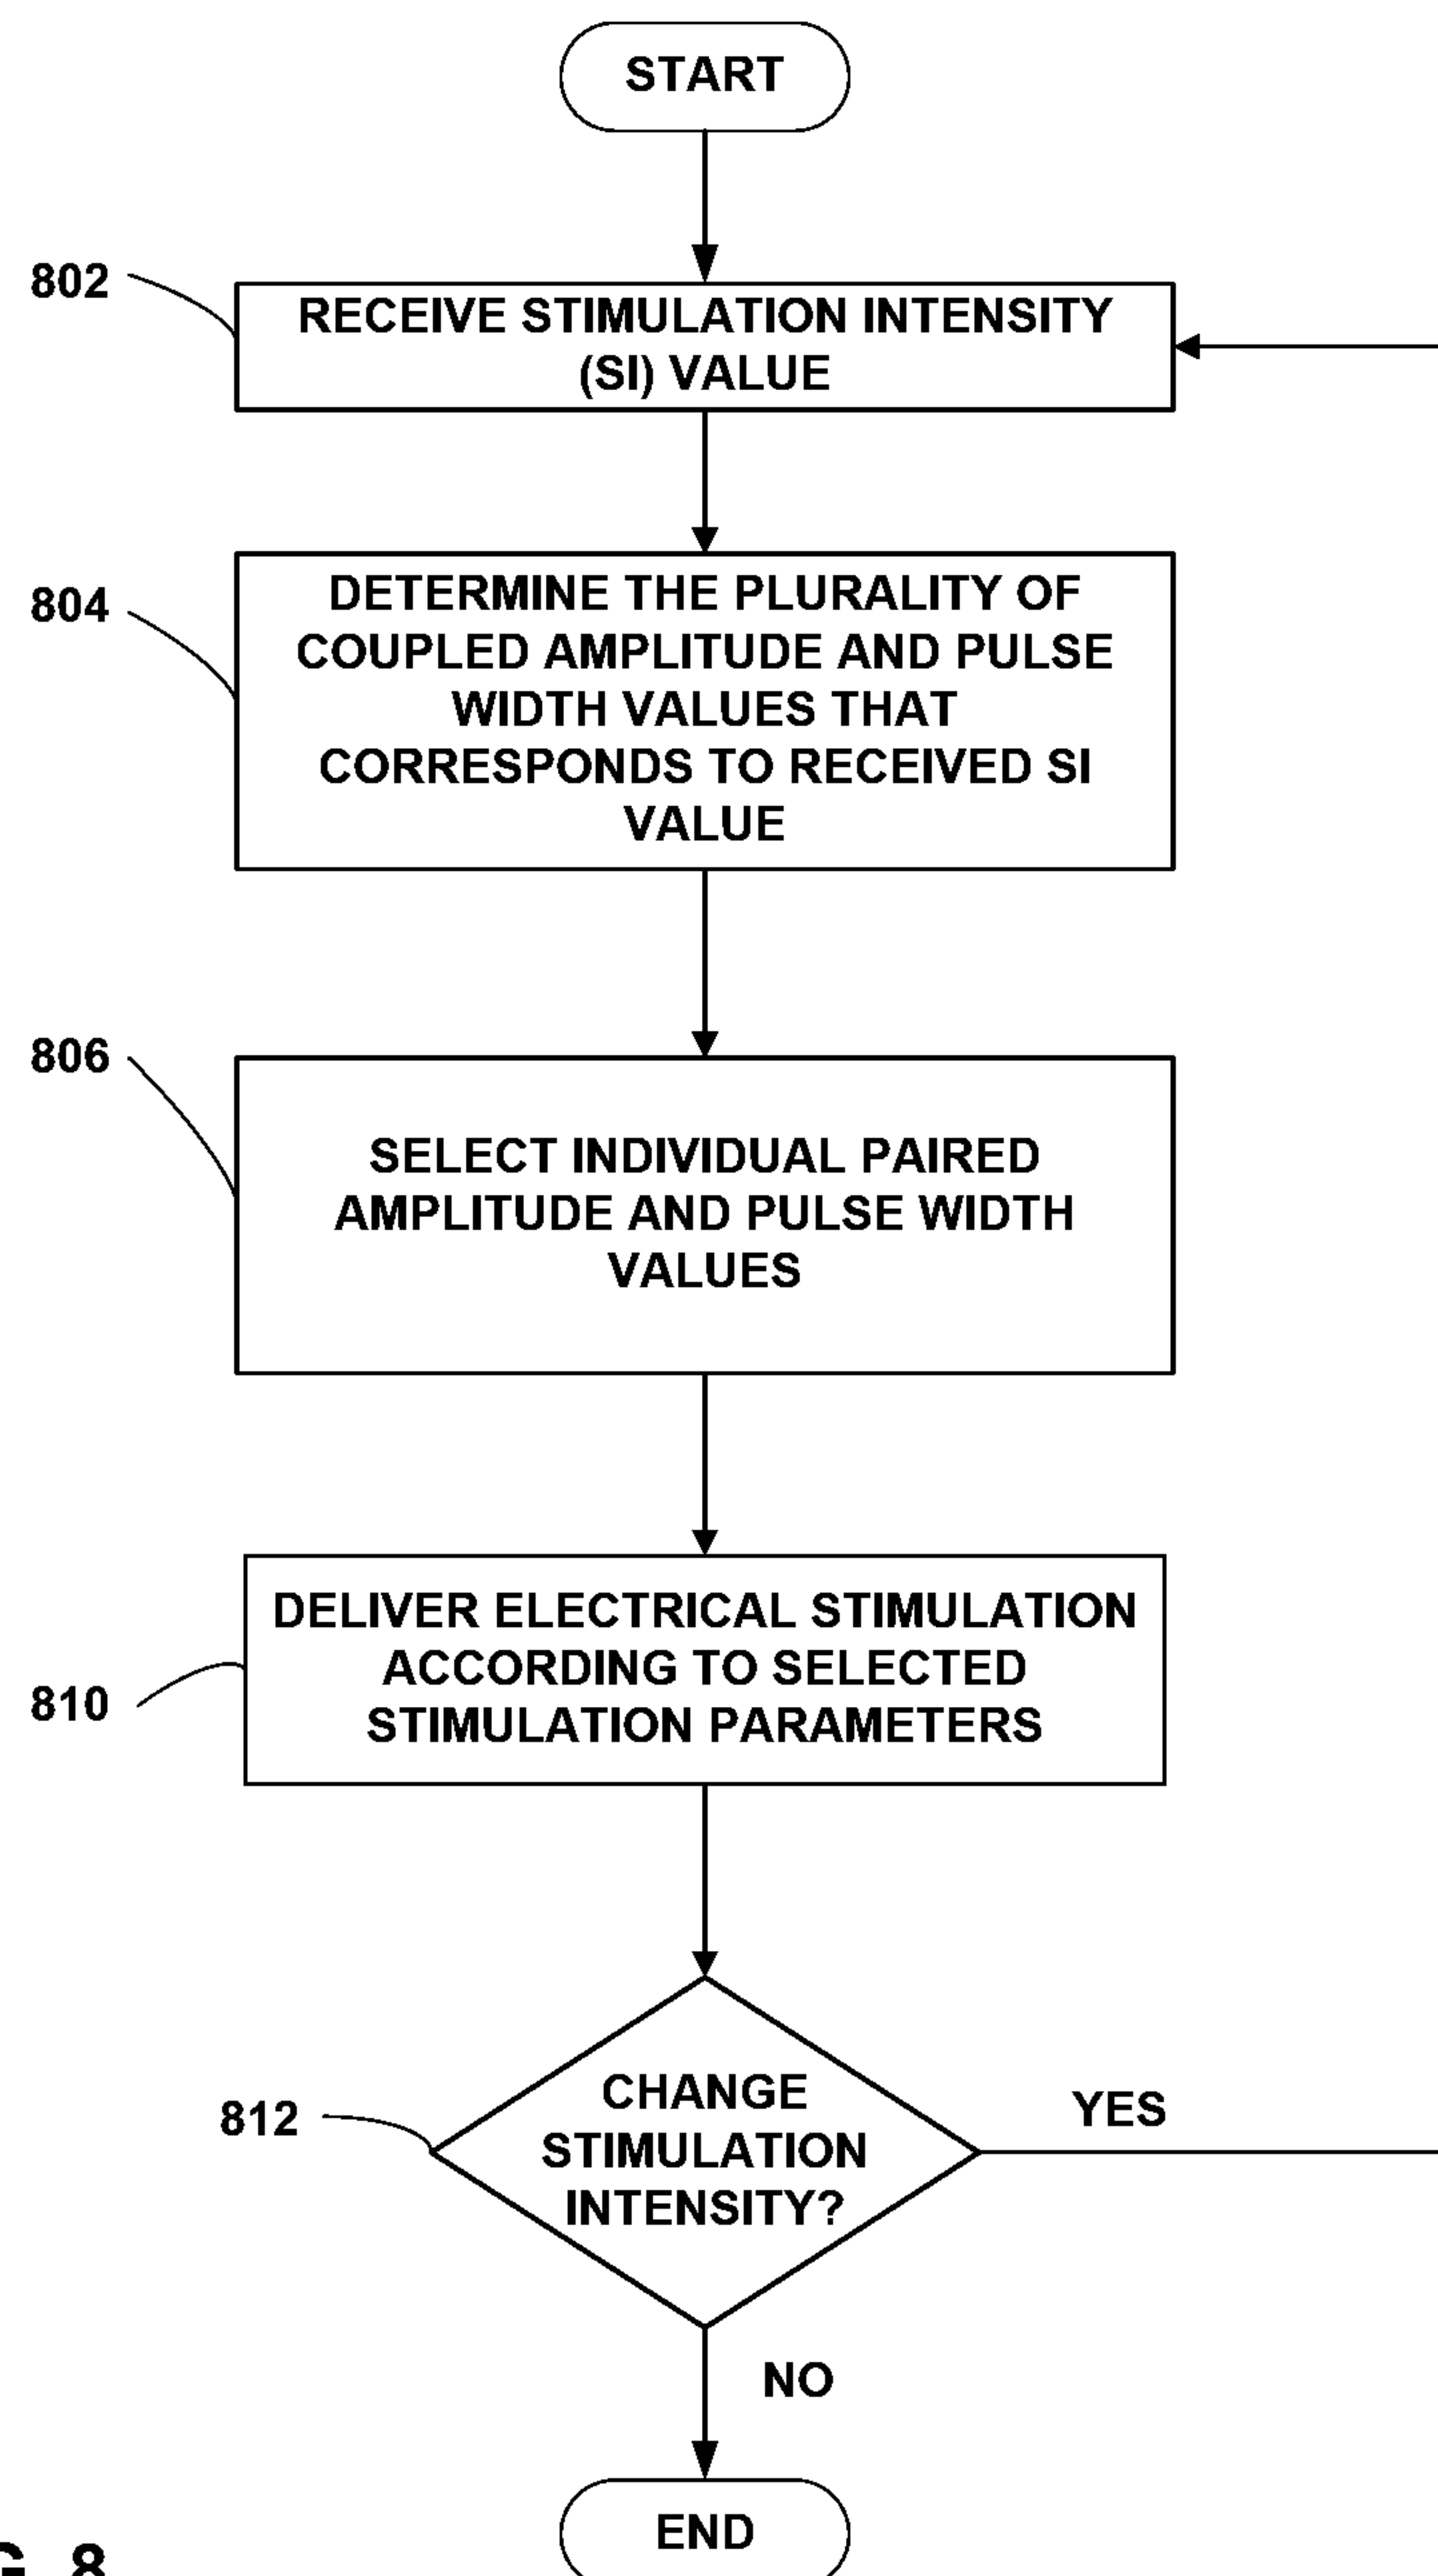 START
802
RECEIVE STIMULATION INTENSITY
(SI) VALUE
804
DETERMINE THE PLURALITY OF
COUPLED AMPLITUDE AND PULSE
WIDTH VALUES THAT
CORRESPONDS TO RECEIVED SI
VALUE
806
SELECT INDIVIDUAL PAIRED
AMPLITUDE AND PULSE WIDTH
VALUES
DELIVER ELECTRICAL STIMULATION
ACCORDING TO SELECTED
STIMULATION PARAMETERS
810
CHANGE
STIMULATION
INTENSITY?
812
YES
NO
END
G. 8